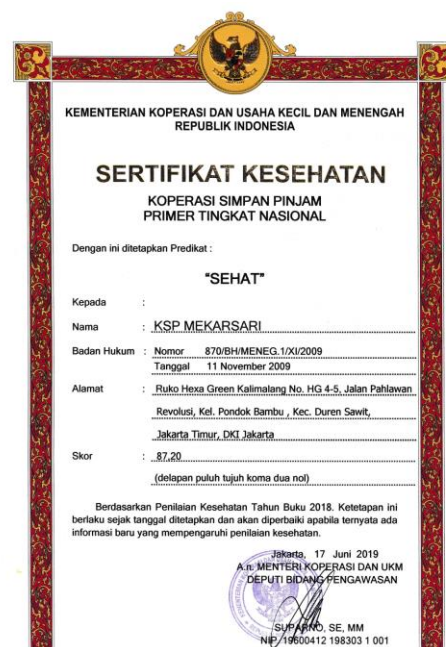 KEMENTERIAN KOPERASI DAN USAHA KECIL DAN MENENGAH
REPUBLIK INDONESIA
SERTIFIKAT KESEHATAN
KOPERASI SIMPAN PINJAM
PRIMER TINGKAT NASIONAL
Dengan ini ditetapkan Predikat :
"SEHAT"
Kepada :
Nama : KSP MEKARSARI
Badan Hukum : Nomor 870/BH/MENEG.1/XI/2009
Tanggal 11 November 2009
Alamat : Ruko Hexa Green Kalimalang No. HG 4-5, Jalan Pahlawan
Revolusi, Kel. Pondok Bambu , Kec. Duren Sawit,
Jakarta Timur, DKI Jakarta
Skor : 87,20
(delapan puluh tujuh koma dua nol)
Berdasarkan Penilaian Kesehatan Tahun Buku 2018. Ketetapan ini
berlaku sejak tanggal ditetapkan dan akan diperbaiki apabila ternyata ada
informasi baru yang mempengaruhi penilaian kesehatan.
Jakarta, 17 Juni 2019
A.n. MENTERI KOPERASI DAN UKM
DEPUTI BIDANG PENGAWASAN
SUPARNO, SE, MM
NIP. 19600412 198303 1 001